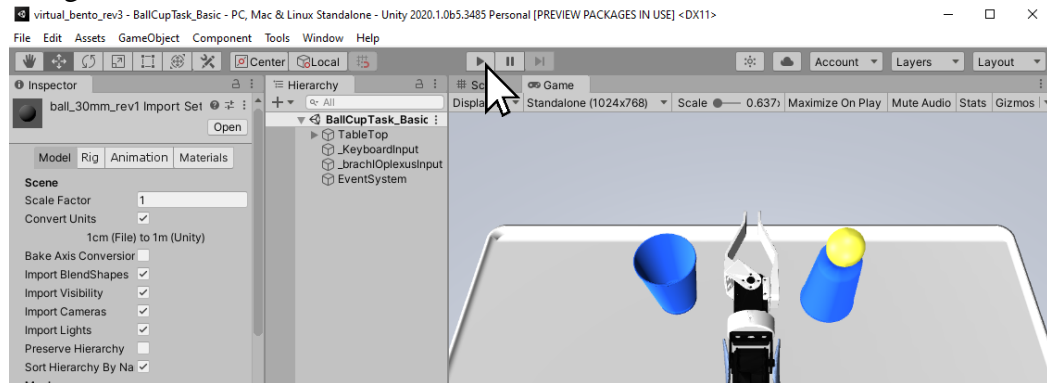 virtual_bento_rev3 - BallCupTask_Basic - PC, Mac & Linux Standalone - Unity 2020.1.0b5.3485 Personal [PREVIEW PACKAGES IN USE] <DX11>
File Edit Assets GameObject Component Tools Window Help
Center Local Account Layers Layout
Inspector
ball_30mm_rev1 Import Set
Open
Model Rig Animation Materials
Scene
Scale Factor 1
Convert Units
1cm (File) to 1m (Unity)
Bake Axis Conversion
Import BlendShapes
Import Visibility
Import Cameras
Import Lights
Preserve Hierarchy
Sort Hierarchy By Na
Hierarchy
All
BallCupTask_Basic
TableTop
_KeyboardInput
_brachIOplexusInput
EventSystem
Game
Standalone (1024x768) Scale 0.637 Maximize On Play Mute Audio Stats Gizmos